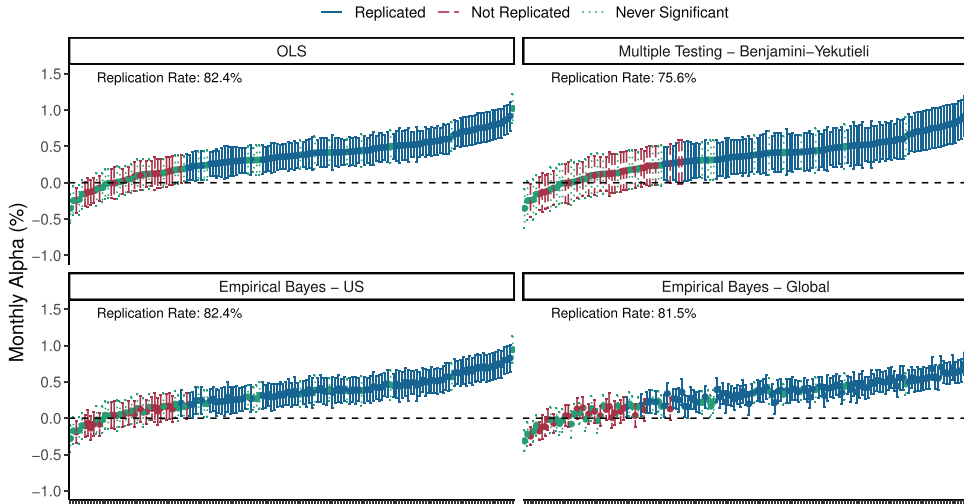 Replicated Not Replicated Never Significant
OLS
Multiple Testing − Benjamini−Yekutieli
Replication Rate: 82.4%
Replication Rate: 75.6%
1.5
1.0
0.5
0.0
−0.5
−1.0
Monthly Alpha (%)
Empirical Bayes − US
Empirical Bayes − Global
Replication Rate: 82.4%
Replication Rate: 81.5%
1.5
1.0
0.5
0.0
−0.5
−1.0